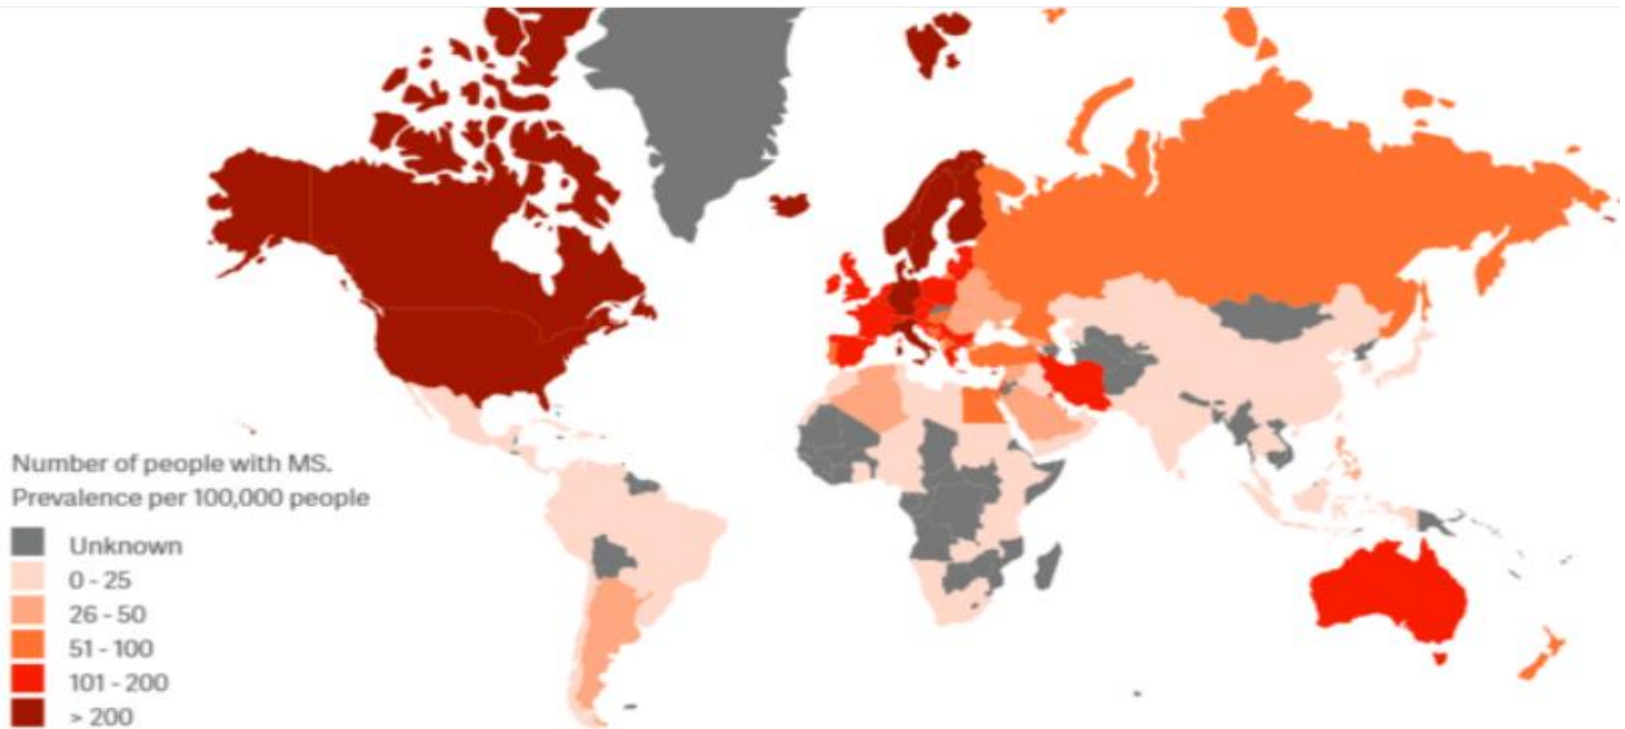 Number of people with MS.
Prevalence per 100,000 people
Unknown
0 - 25
26 - 50
51 - 100
101 - 200
> 200